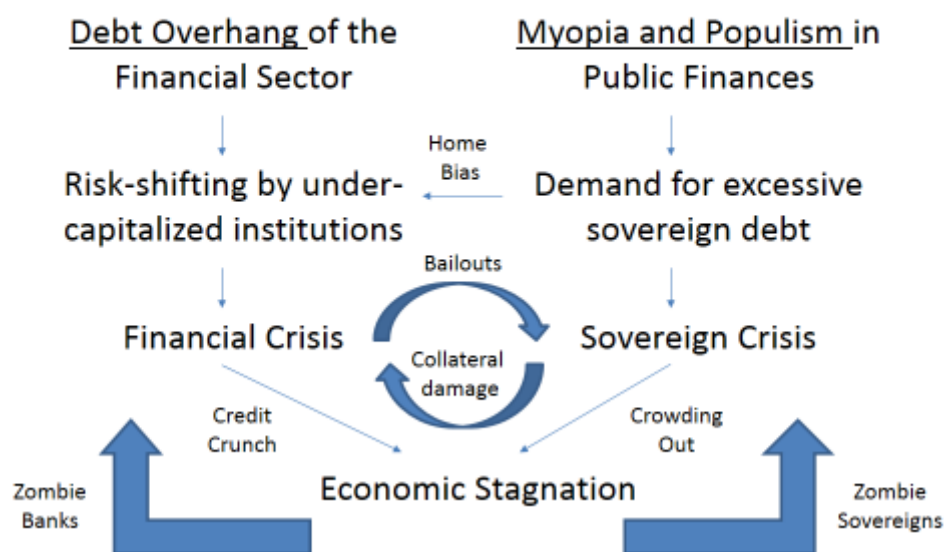 Debt Overhang of the
Financial Sector
Myopia and Populism in
Public Finances
Home
Bias
Risk-shifting by under-
capitalized institutions
Demand for excessive
sovereign debt
Bailouts
Financial Crisis
Sovereign Crisis
Collateral
damage
Credit
Crunch
Crowding
Out
Economic Stagnation
Zombie
Banks
Zombie
Sovereigns